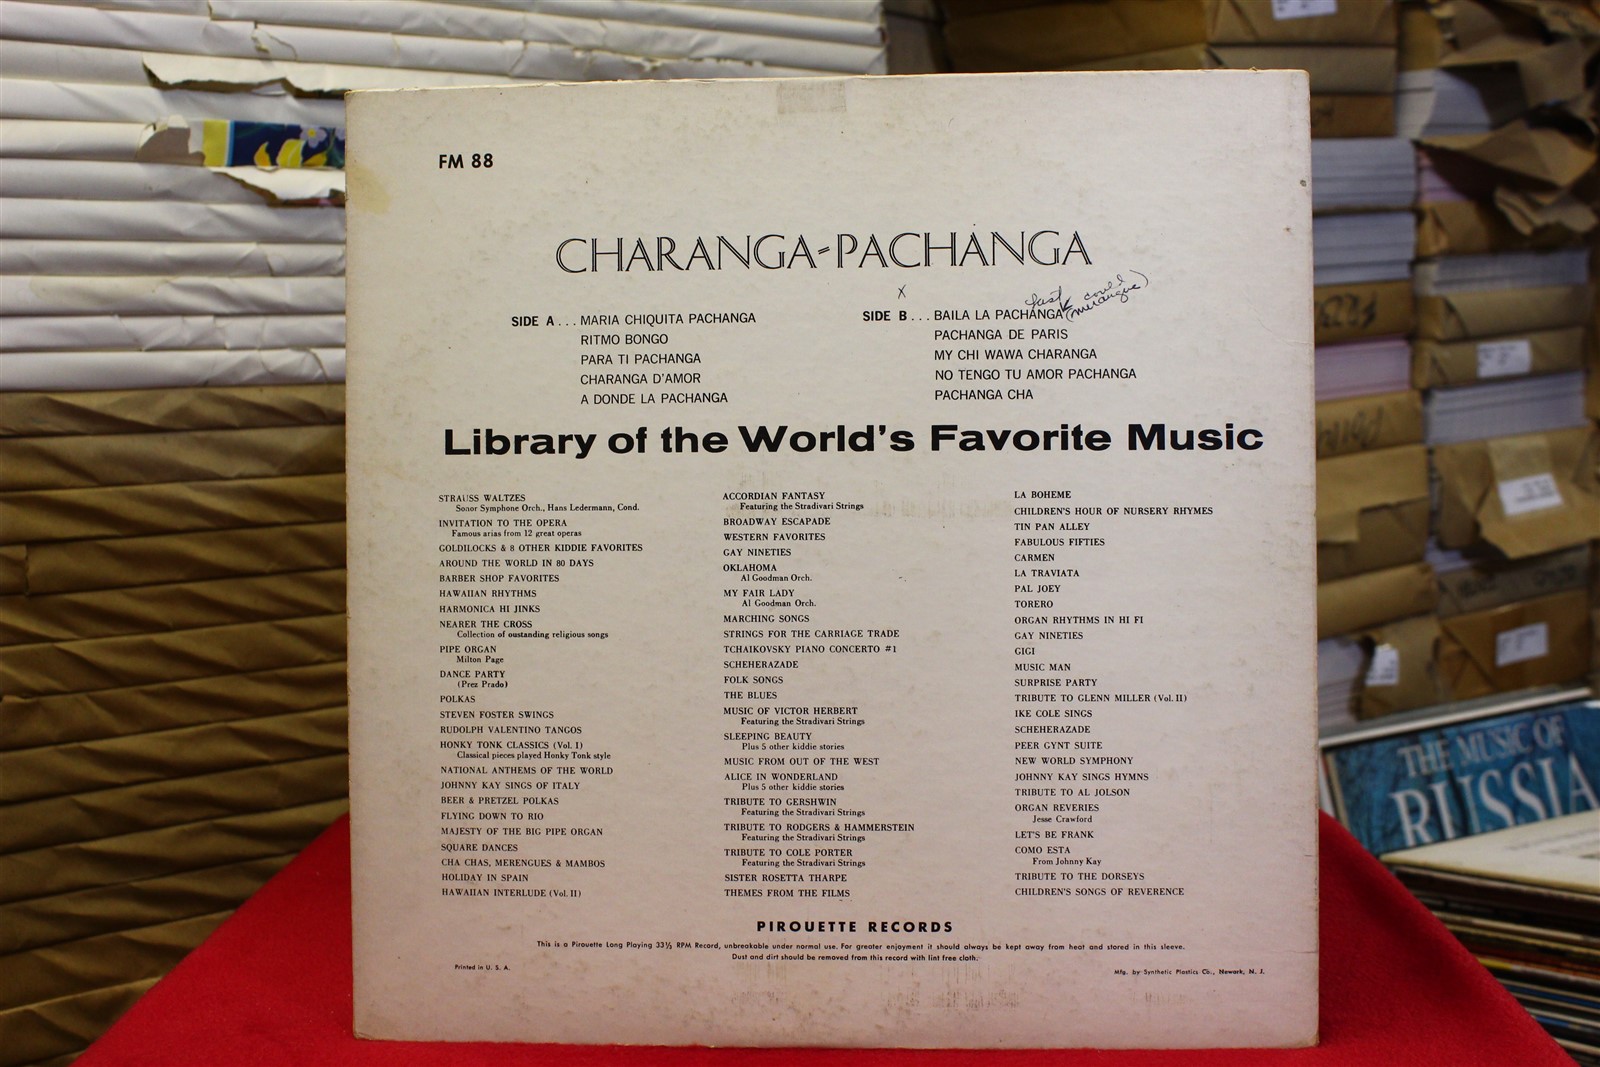 FM 88
CHARANGA-PACHANGA
x
fast
could
(merangue)
SIDE A . . . MARIA CHIQUITA PACHANGA
RITMO BONGO
PARA TI PACHANGA
CHARANGA D'AMOR
A DONDE LA PACHANGA
SIDE B . . . BAILA LA PACHANGA
PACHANGA DE PARIS
MY CHI WAWA CHARANGA
NO TENGO TU AMOR PACHANGA
PACHANGA CHA
Library of the World's Favorite Music
STRAUSS WALTZES
Sonor Symphone Orch., Hans Ledermann, Cond.
INVITATION TO THE OPERA
Famous arias from 12 great operas
GOLDILOCKS & 8 OTHER KIDDIE FAVORITES
AROUND THE WORLD IN 80 DAYS
BARBER SHOP FAVORITES
HAWAIIAN RHYTHMS
HARMONICA HI JINKS
NEARER THE CROSS
Collection of oustanding religious songs
PIPE ORGAN
Milton Page
DANCE PARTY
(Prez Prado)
POLKAS
STEVEN FOSTER SWINGS
RUDOLPH VALENTINO TANGOS
HONKY TONK CLASSICS (Vol. I)
Classical pieces played Honky Tonk style
NATIONAL ANTHEMS OF THE WORLD
JOHNNY KAY SINGS OF ITALY
BEER & PRETZEL POLKAS
FLYING DOWN TO RIO
MAJESTY OF THE BIG PIPE ORGAN
SQUARE DANCES
CHA CHAS, MERENGUES & MAMBOS
HOLIDAY IN SPAIN
HAWAIIAN INTERLUDE (Vol. II)
ACCORDIAN FANTASY
Featuring the Stradivari Strings
BROADWAY ESCAPADE
WESTERN FAVORITES
GAY NINETIES
OKLAHOMA
Al Goodman Orch.
MY FAIR LADY
Al Goodman Orch.
MARCHING SONGS
STRINGS FOR THE CARRIAGE TRADE
TCHAIKOVSKY PIANO CONCERTO #1
SCHEHERAZADE
FOLK SONGS
THE BLUES
MUSIC OF VICTOR HERBERT
Featuring the Stradivari Strings
SLEEPING BEAUTY
Plus 5 other kiddie stories
MUSIC FROM OUT OF THE WEST
ALICE IN WONDERLAND
Plus 5 other kiddie stories
TRIBUTE TO GERSHWIN
Featuring the Stradivari Strings
TRIBUTE TO RODGERS & HAMMERSTEIN
Featuring the Stradivari Strings
TRIBUTE TO COLE PORTER
Featuring the Stradivari Strings
SISTER ROSETTA THARPE
THEMES FROM THE FILMS
LA BOHEME
CHILDREN'S HOUR OF NURSERY RHYMES
TIN PAN ALLEY
FABULOUS FIFTIES
CARMEN
LA TRAVIATA
PAL JOEY
TORERO
ORGAN RHYTHMS IN HI FI
GAY NINETIES
GIGI
MUSIC MAN
SURPRISE PARTY
TRIBUTE TO GLENN MILLER (Vol. II)
IKE COLE SINGS
SCHEHERAZADE
PEER GYNT SUITE
NEW WORLD SYMPHONY
JOHNNY KAY SINGS HYMNS
TRIBUTE TO AL JOLSON
ORGAN REVERIES
Jesse Crawford
LET'S BE FRANK
COMO ESTA
From Johnny Kay
TRIBUTE TO THE DORSEYS
CHILDREN'S SONGS OF REVERENCE
PIROUETTE RECORDS
This is a Pirouette Long Playing 33⅓ RPM Record, unbreakable under normal use. For greater enjoyment it should always be kept away from heat and stored in this sleeve.
Dust and dirt should be removed from this record with lint free cloth.
Printed in U. S. A.
Mfg. by Synthetic Plastics Co., Newark, N. J.
THE MUSIC OF
RUSSIA